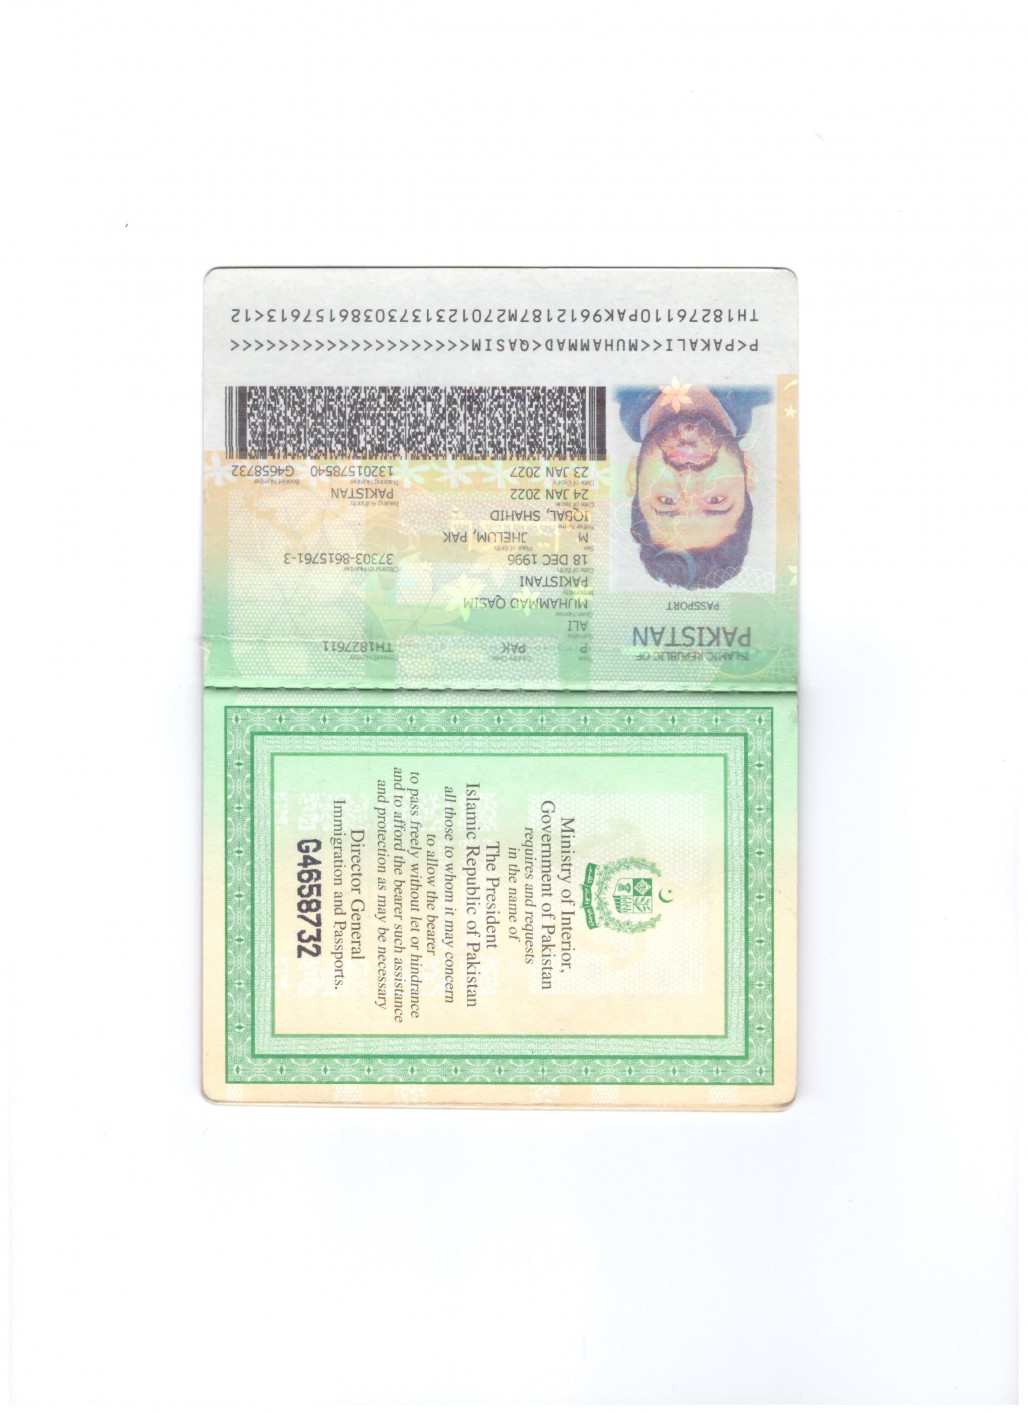 ISLAMIC REPUBLIC OF
PAKISTAN
PASSPORT
Type
P
Country Code
PAK
Passport Number
TH1827611
Surname
ALI
Given Names
MUHAMMAD QASIM
Nationality
PAKISTANI
Date of Birth
18 DEC 1996
Citizenship Number
37303-8615761-3
Sex
M
Place of Birth
JHELUM, PAK
Father Name
IQBAL, SHAHID
Date of Issue
24 JAN 2022
Issuing Authority
PAKISTAN
Date of Expiry
23 JAN 2027
Tracking Number
13201578540
Booklet Number
G4658732
P<PAKALI<<MUHAMMAD<QASIM<<<<<<<<<<<<<<<<<<<<
TH18276110PAK9612187M27012313730386157613<12
Ministry of Interior,
Government of Pakistan
requires and requests
in the name of
The President
Islamic Republic of Pakistan
all those to whom it may concern
to allow the bearer
to pass freely without let or hindrance
and to afford the bearer such assistance
and protection as may be necessary
Director General
Immigration and Passports.
G4658732